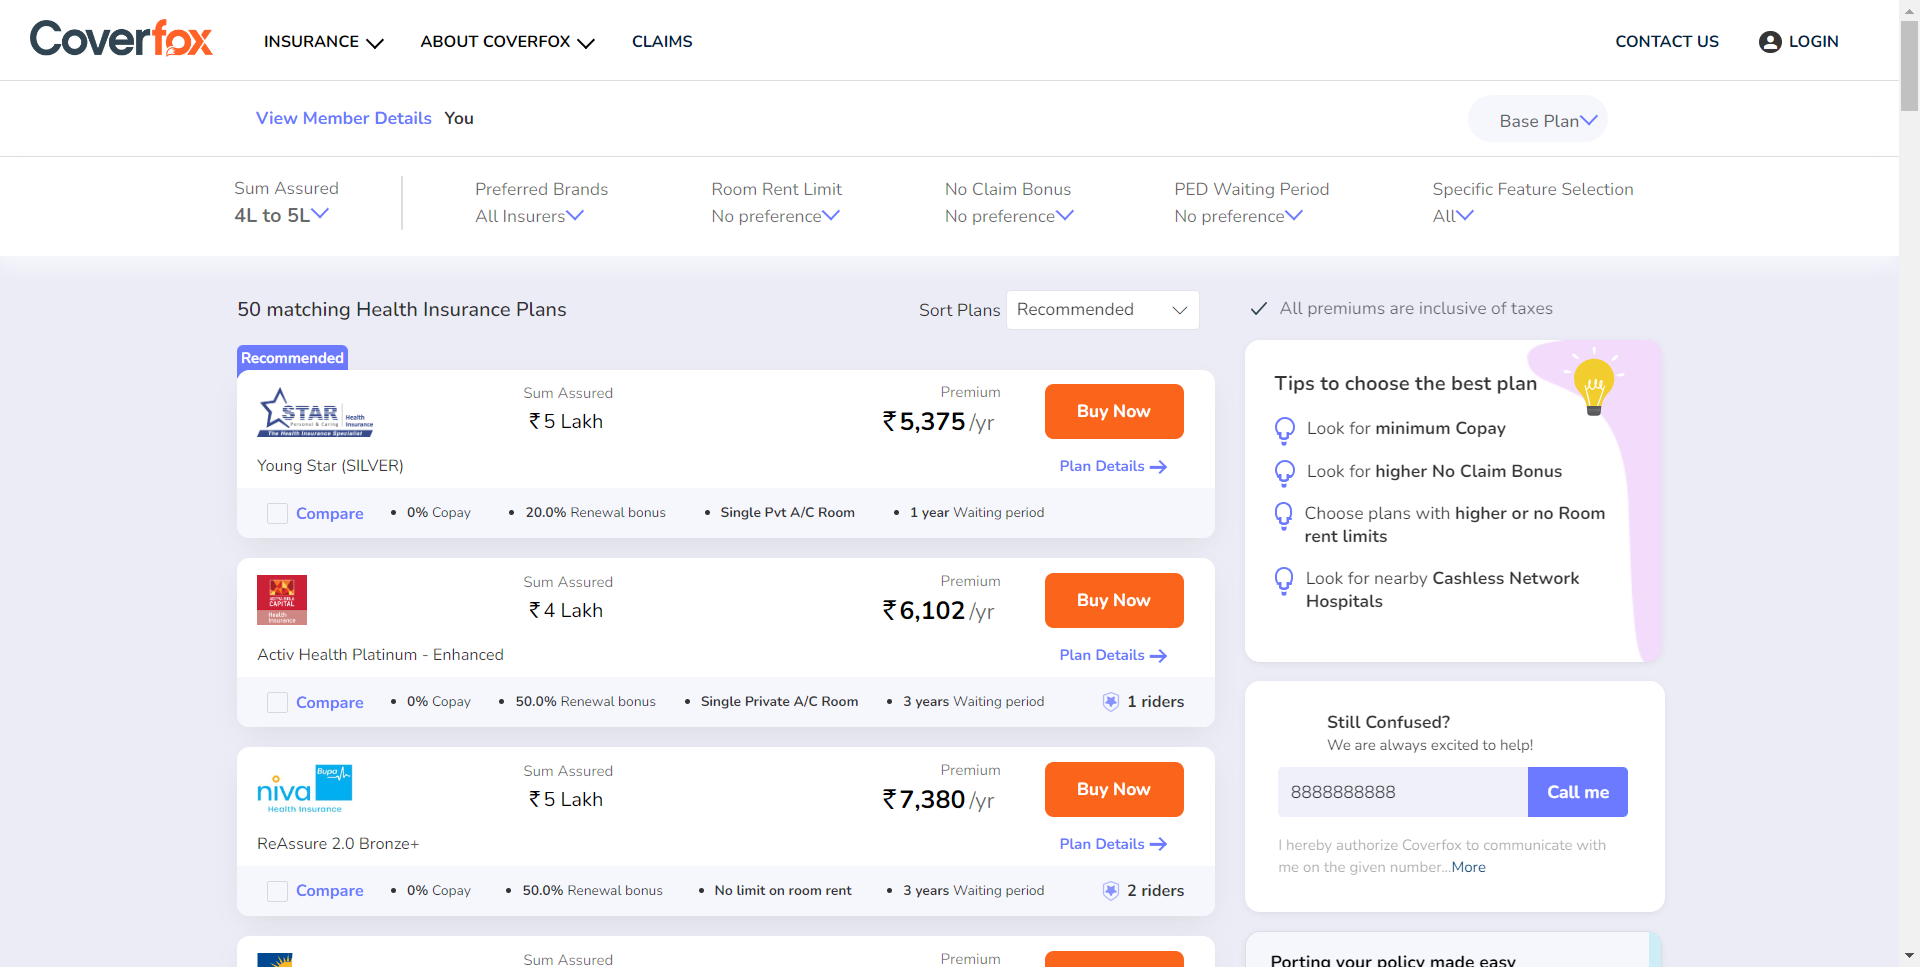 Coverfox
INSURANCE
ABOUT COVERFOX
CLAIMS
CONTACT US
LOGIN
View Member Details You
Base Plan
Sum Assured
4L to 5L
Preferred Brands
All Insurers
Room Rent Limit
No preference
No Claim Bonus
No preference
PED Waiting Period
No preference
Specific Feature Selection
All
50 matching Health Insurance Plans
Sort Plans Recommended
All premiums are inclusive of taxes
Recommended
STAR Health Insurance
Personal & Caring
The Health Insurance Specialist
Sum Assured
₹ 5 Lakh
Premium
₹ 5,375 /yr
Buy Now
Young Star (SILVER)
Plan Details
Compare • 0% Copay • 20.0% Renewal bonus • Single Pvt A/C Room • 1 year Waiting period
ADITYA BIRLA
CAPITAL
Health
Insurance
Sum Assured
₹ 4 Lakh
Premium
₹ 6,102 /yr
Buy Now
Activ Health Platinum - Enhanced
Plan Details
Compare • 0% Copay • 50.0% Renewal bonus • Single Private A/C Room • 3 years Waiting period 1 riders
niva Bupa
Health Insurance
Sum Assured
₹ 5 Lakh
Premium
₹ 7,380 /yr
Buy Now
ReAssure 2.0 Bronze+
Plan Details
Compare • 0% Copay • 50.0% Renewal bonus • No limit on room rent • 3 years Waiting period 2 riders
Sum Assured
Premium
Tips to choose the best plan
Look for minimum Copay
Look for higher No Claim Bonus
Choose plans with higher or no Room
rent limits
Look for nearby Cashless Network
Hospitals
Still Confused?
We are always excited to help!
8888888888
Call me
I hereby authorize Coverfox to communicate with
me on the given number...More
Porting your policy made easy